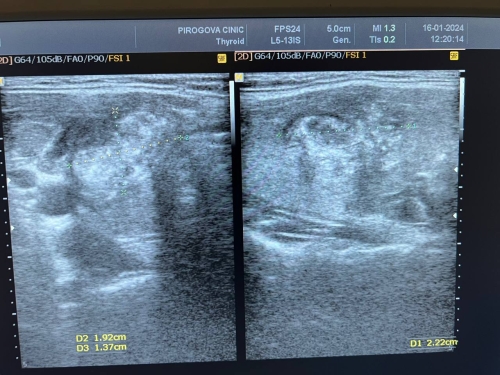 PIROGOVA CINIC FPS24 5.0cm MI 1.3 16-01-2024
Thyroid L5-13IS Gen. TIs 0.2 12:20:14
[2D] G64/105dB/FA0/P90/FSI 1
[2D] G64/105dB/FA0/P90/FSI 1
D2 1.92cm
D3 1.37cm
D1 2.22cm